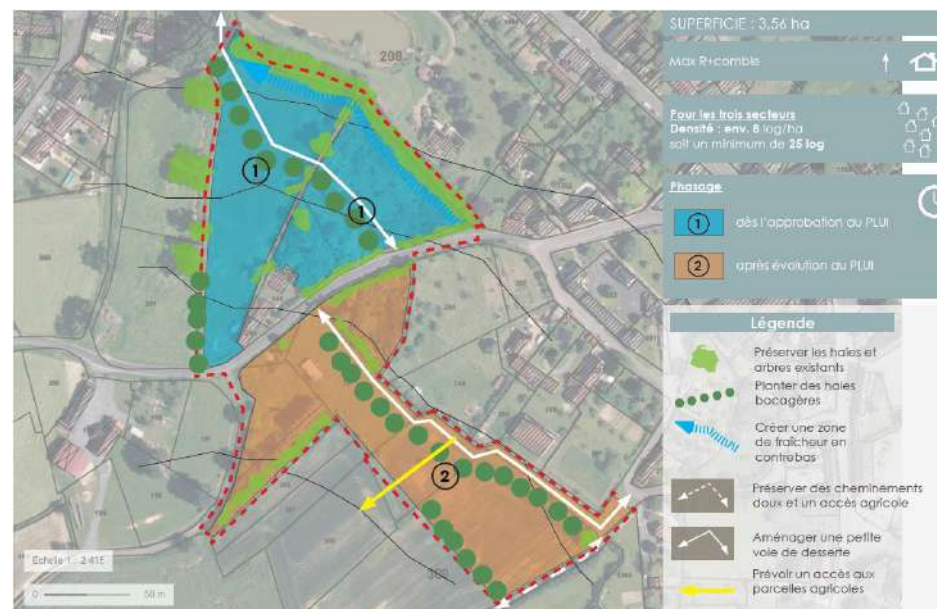 SUPERFICIE : 3,56 ha
Max R+comble
Pour les trois secteurs
Densité : env. 8 log/ha
soit un minimum de 25 log
Phasage
1 dès l'approbation du PLUi
2 après évolution du PLUi
Légende
Préserver les haies et
arbres existants
Planter des haies
bocagères
Créer une zone
de fraîcheur en
contrebas
Préserver des cheminements
doux et un accès agricole
Aménager une petite
voie de desserte
Prévoir un accès aux
parcelles agricoles
208
1
1
2
Echelle 1 : 2 415
0
50 m